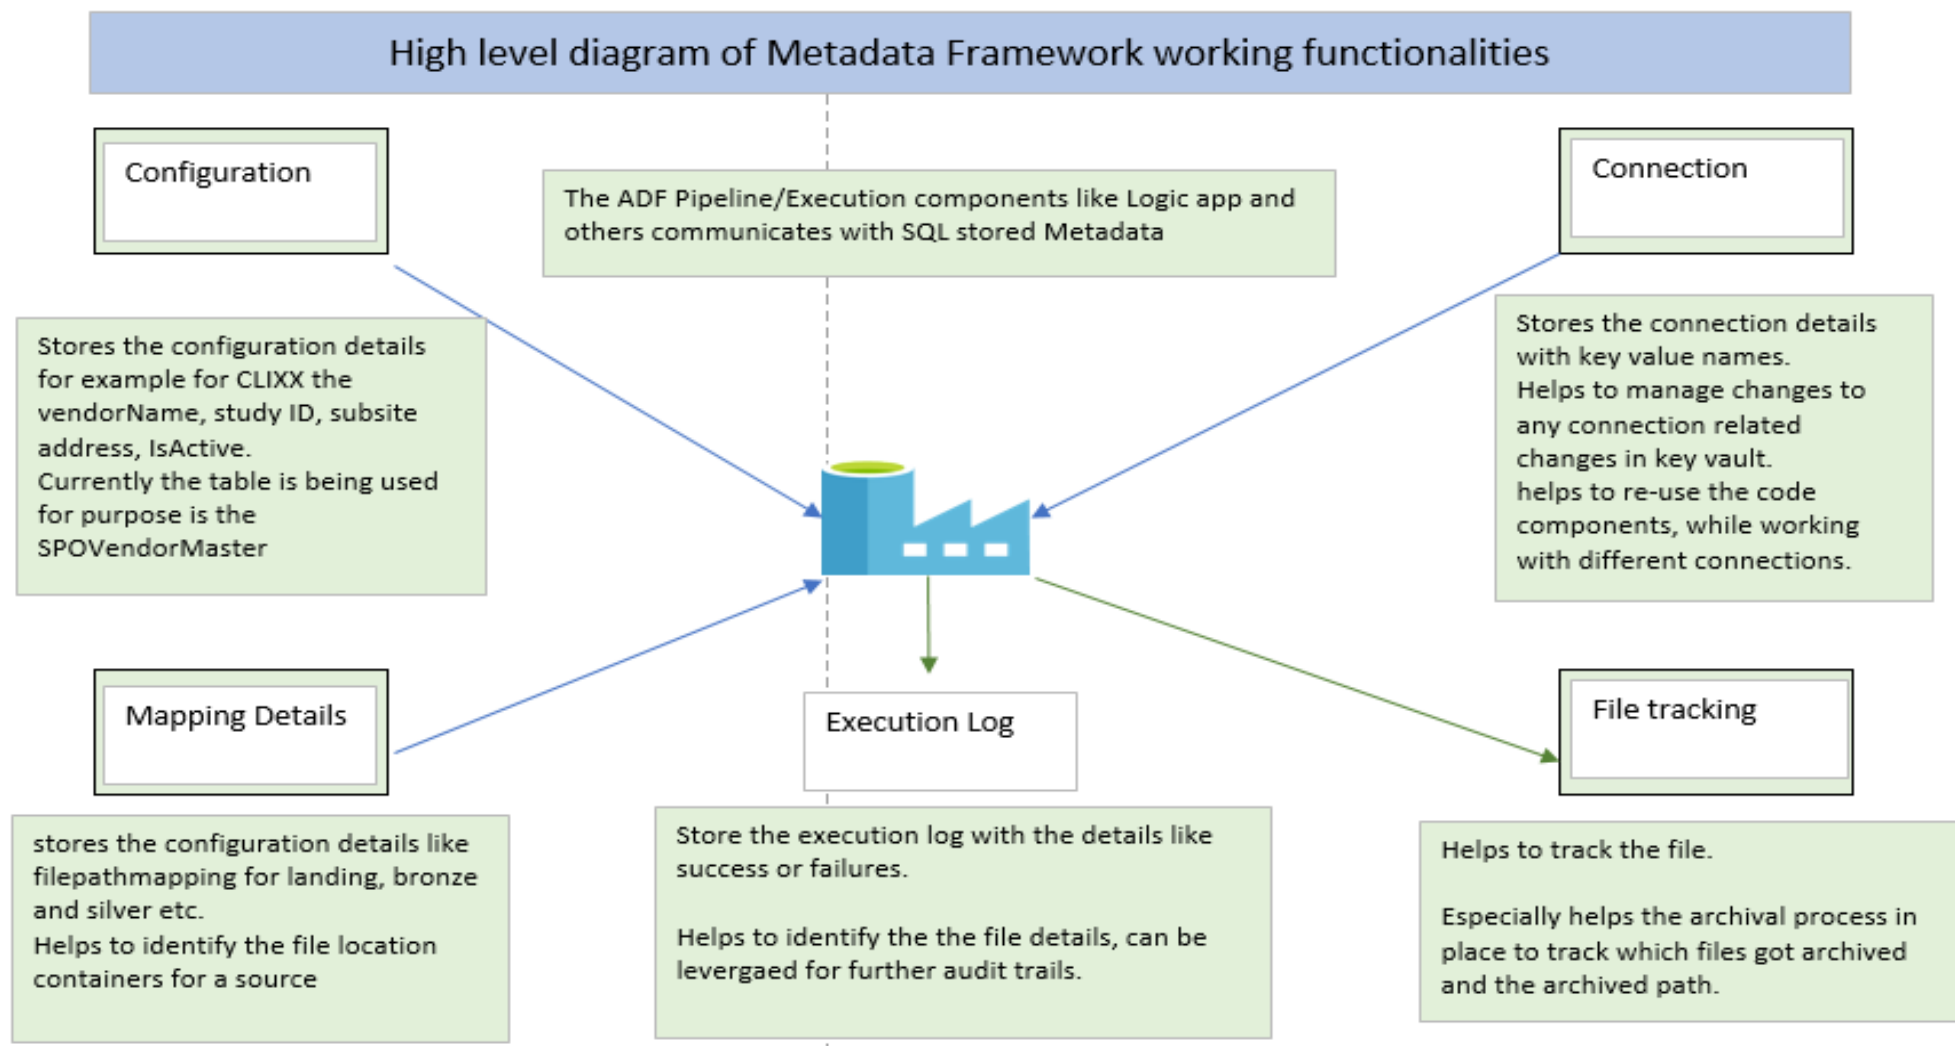 High level diagram of Metadata Framework working functionalities
Configuration
The ADF Pipeline/Execution components like Logic app and
others communicates with SQL stored Metadata
Connection
Stores the configuration details
for example for CLIXX the
vendorName, study ID, subsite
address, IsActive.
Currently the table is being used
for purpose is the
SPOVendorMaster
Stores the connection details
with key value names.
Helps to manage changes to
any connection related
changes in key vault.
helps to re-use the code
components, while working
with different connections.
Mapping Details
Execution Log
File tracking
stores the configuration details like
filepathmapping for landing, bronze
and silver etc.
Helps to identify the file location
containers for a source
Store the execution log with the details like
success or failures.
Helps to identify the the file details, can be
levergaed for further audit trails.
Helps to track the file.
Especially helps the archival process in
place to track which files got archived
and the archived path.